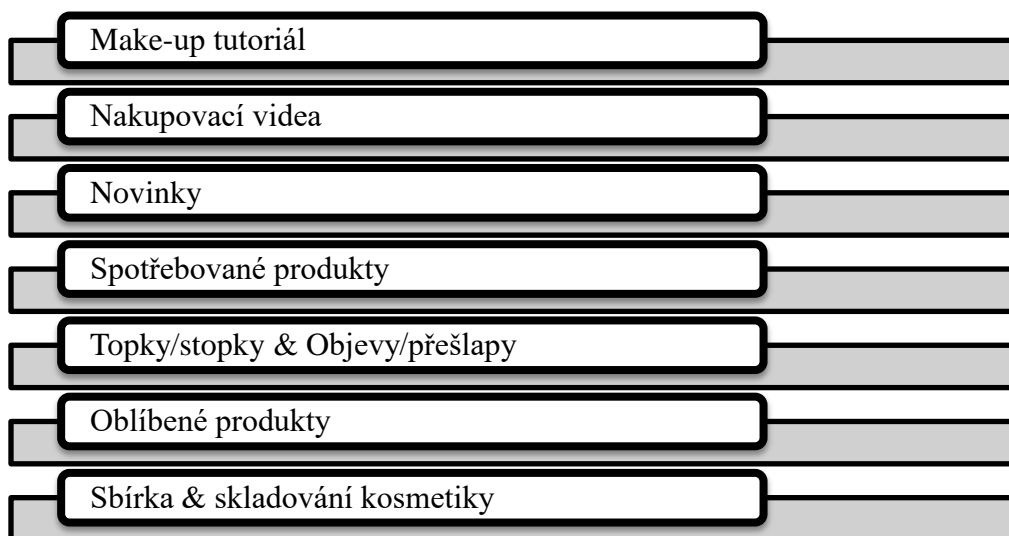 Make-up tutoriál
Nakupovací videa
Novinky
Spotřebované produkty
Topky/stopky & Objevy/přešlapy
Oblíbené produkty
Sbírka & skladování kosmetiky